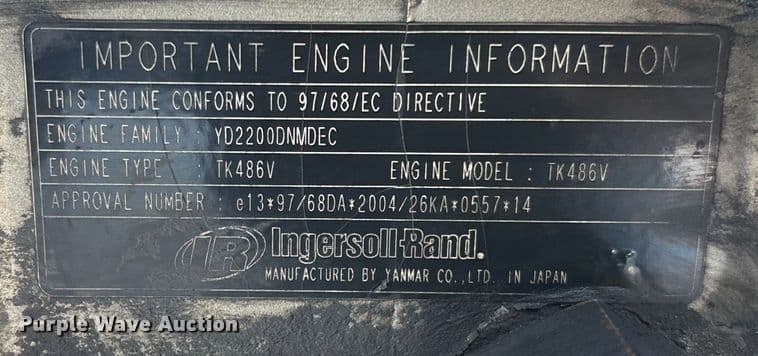 IMPORTANT ENGINE INFORMATION
THIS ENGINE CONFORMS TO 97/68/EC DIRECTIVE
ENGINE FAMILY : YD2200DNMDEC
ENGINE TYPE : TK486V ENGINE MODEL : TK486V
APPROVAL NUMBER : e13*97/68DA*2004/26KA*0557*14
IR Ingersoll-Rand.
MANUFACTURED BY YANMAR CO.,LTD. IN JAPAN
Purple Wave Auction